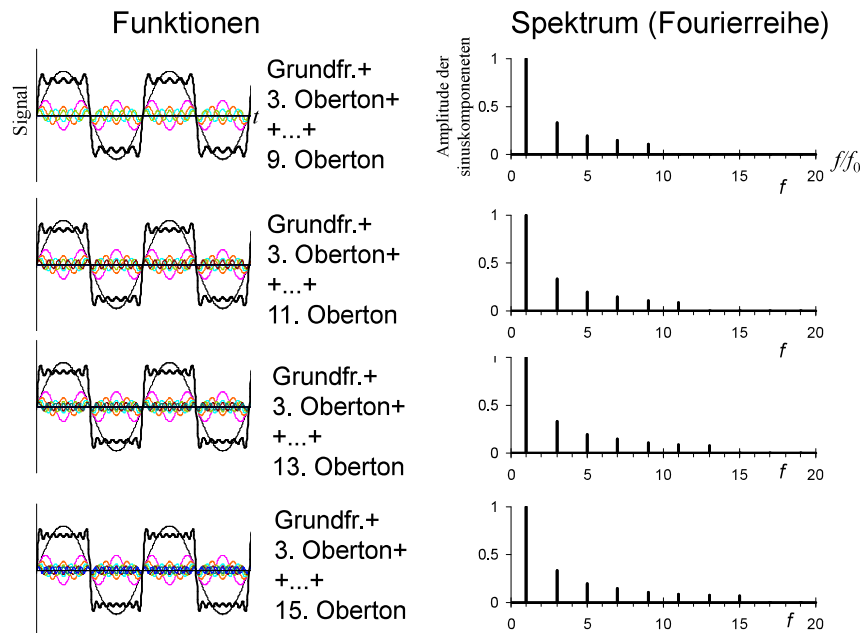 Funktionen
Spektrum (Fourierreihe)
Signal
t
Grundfr.+
3. Oberton+
+...+
9. Oberton
Amplitude der
sinuskomponeneten
1
0.5
0
0 5 10 15 20
f
f/f0
Grundfr.+
3. Oberton+
+...+
11. Oberton
1
0.5
0
0 5 10 15 20
f
Grundfr.+
3. Oberton+
+...+
13. Oberton
1
0.5
0
0 5 10 15 20
f
Grundfr.+
3. Oberton+
+...+
15. Oberton
1
0.5
0
0 5 10 15 20
f